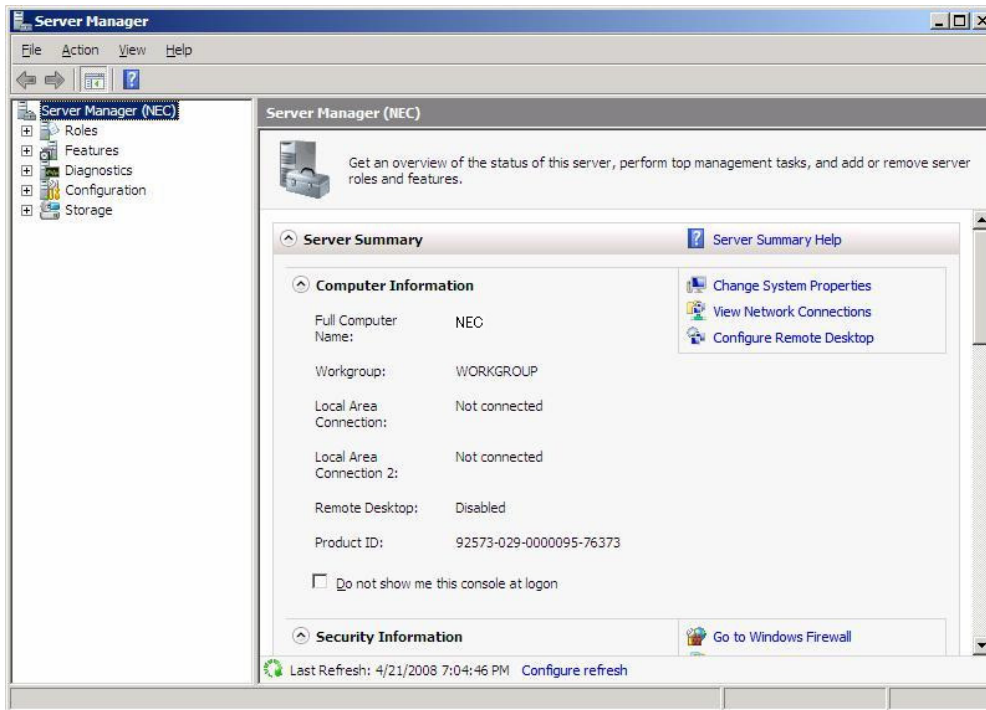 Server Manager
File Action View Help
Server Manager (NEC)
Roles
Features
Diagnostics
Configuration
Storage
Server Manager (NEC)
Get an overview of the status of this server, perform top management tasks, and add or remove server
roles and features.
Server Summary
Server Summary Help
Computer Information
Full Computer
Name:
NEC
Workgroup:
WORKGROUP
Local Area
Connection:
Not connected
Local Area
Connection 2:
Not connected
Remote Desktop:
Disabled
Product ID:
92573-029-0000095-76373
Do not show me this console at logon
Change System Properties
View Network Connections
Configure Remote Desktop
Security Information
Go to Windows Firewall
Last Refresh: 4/21/2008 7:04:46 PM Configure refresh